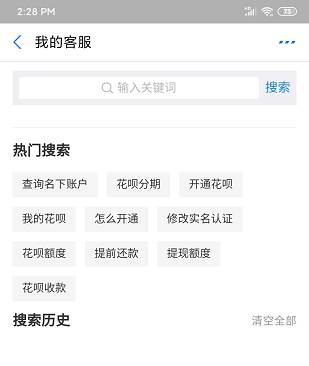 2:28 PM HD 73
我的客服
输入关键词 搜索
热门搜索
查询名下账户 花呗分期 开通花呗
我的花呗 怎么开通 修改实名认证
花呗额度 提前还款 提现额度
花呗收款
搜索历史 清空全部